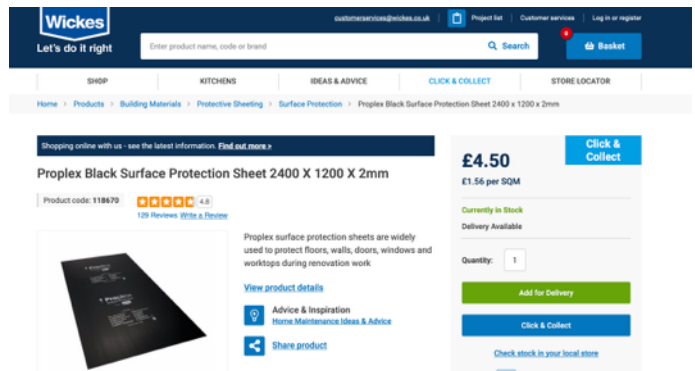 Wickes
Let's do it right
customerservices@wickes.co.uk
Project list
Customer services
Log in or register
Enter product name, code or brand
Search
0
Basket
SHOP
KITCHENS
IDEAS & ADVICE
CLICK & COLLECT
STORE LOCATOR
Home > Products > Building Materials > Protective Sheeting > Surface Protection > Proplex Black Surface Protection Sheet 2400 x 1200 x 2mm
Shopping online with us - see the latest information. Find out more >
Proplex Black Surface Protection Sheet 2400 X 1200 X 2mm
Product code: 118670
4.8
129 Reviews Write a Review
Proplex surface protection sheets are widely
used to protect floors, walls, doors, windows and
worktops during renovation work
View product details
Advice & Inspiration
Home Maintenance Ideas & Advice
Share product
£4.50
£1.56 per SQM
Click &
Collect
Currently in Stock
Delivery Available
Quantity: 1
Add for Delivery
Click & Collect
Check stock in your local store